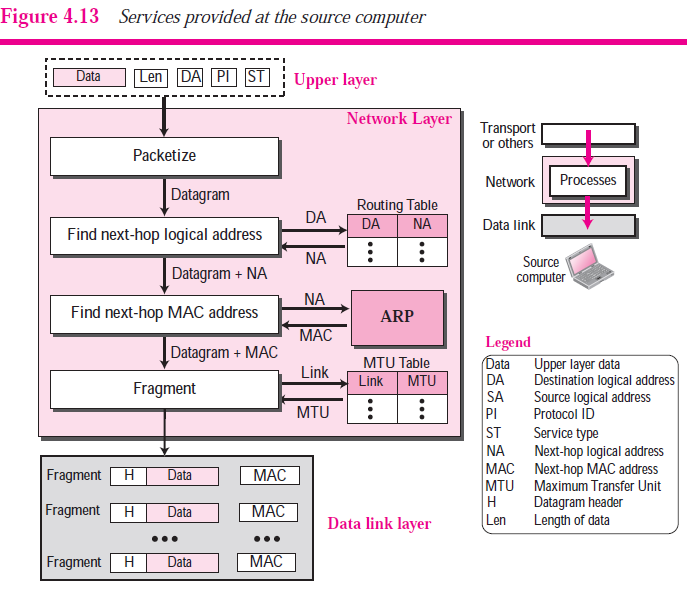 Figure 4.13 Services provided at the source computer
Data Len DA PI ST Upper layer
Network Layer
Packetize
Datagram
Find next-hop logical address
DA
NA
Routing Table
DA NA
Datagram + NA
Find next-hop MAC address
NA
MAC
ARP
Datagram + MAC
Fragment
Link
MTU
MTU Table
Link MTU
Fragment H Data MAC
Fragment H Data MAC
Fragment H Data MAC
Data link layer
Transport
or others
Network Processes
Data link
Source
computer
Legend
Data Upper layer data
DA Destination logical address
SA Source logical address
PI Protocol ID
ST Service type
NA Next-hop logical address
MAC Next-hop MAC address
MTU Maximum Transfer Unit
H Datagram header
Len Length of data